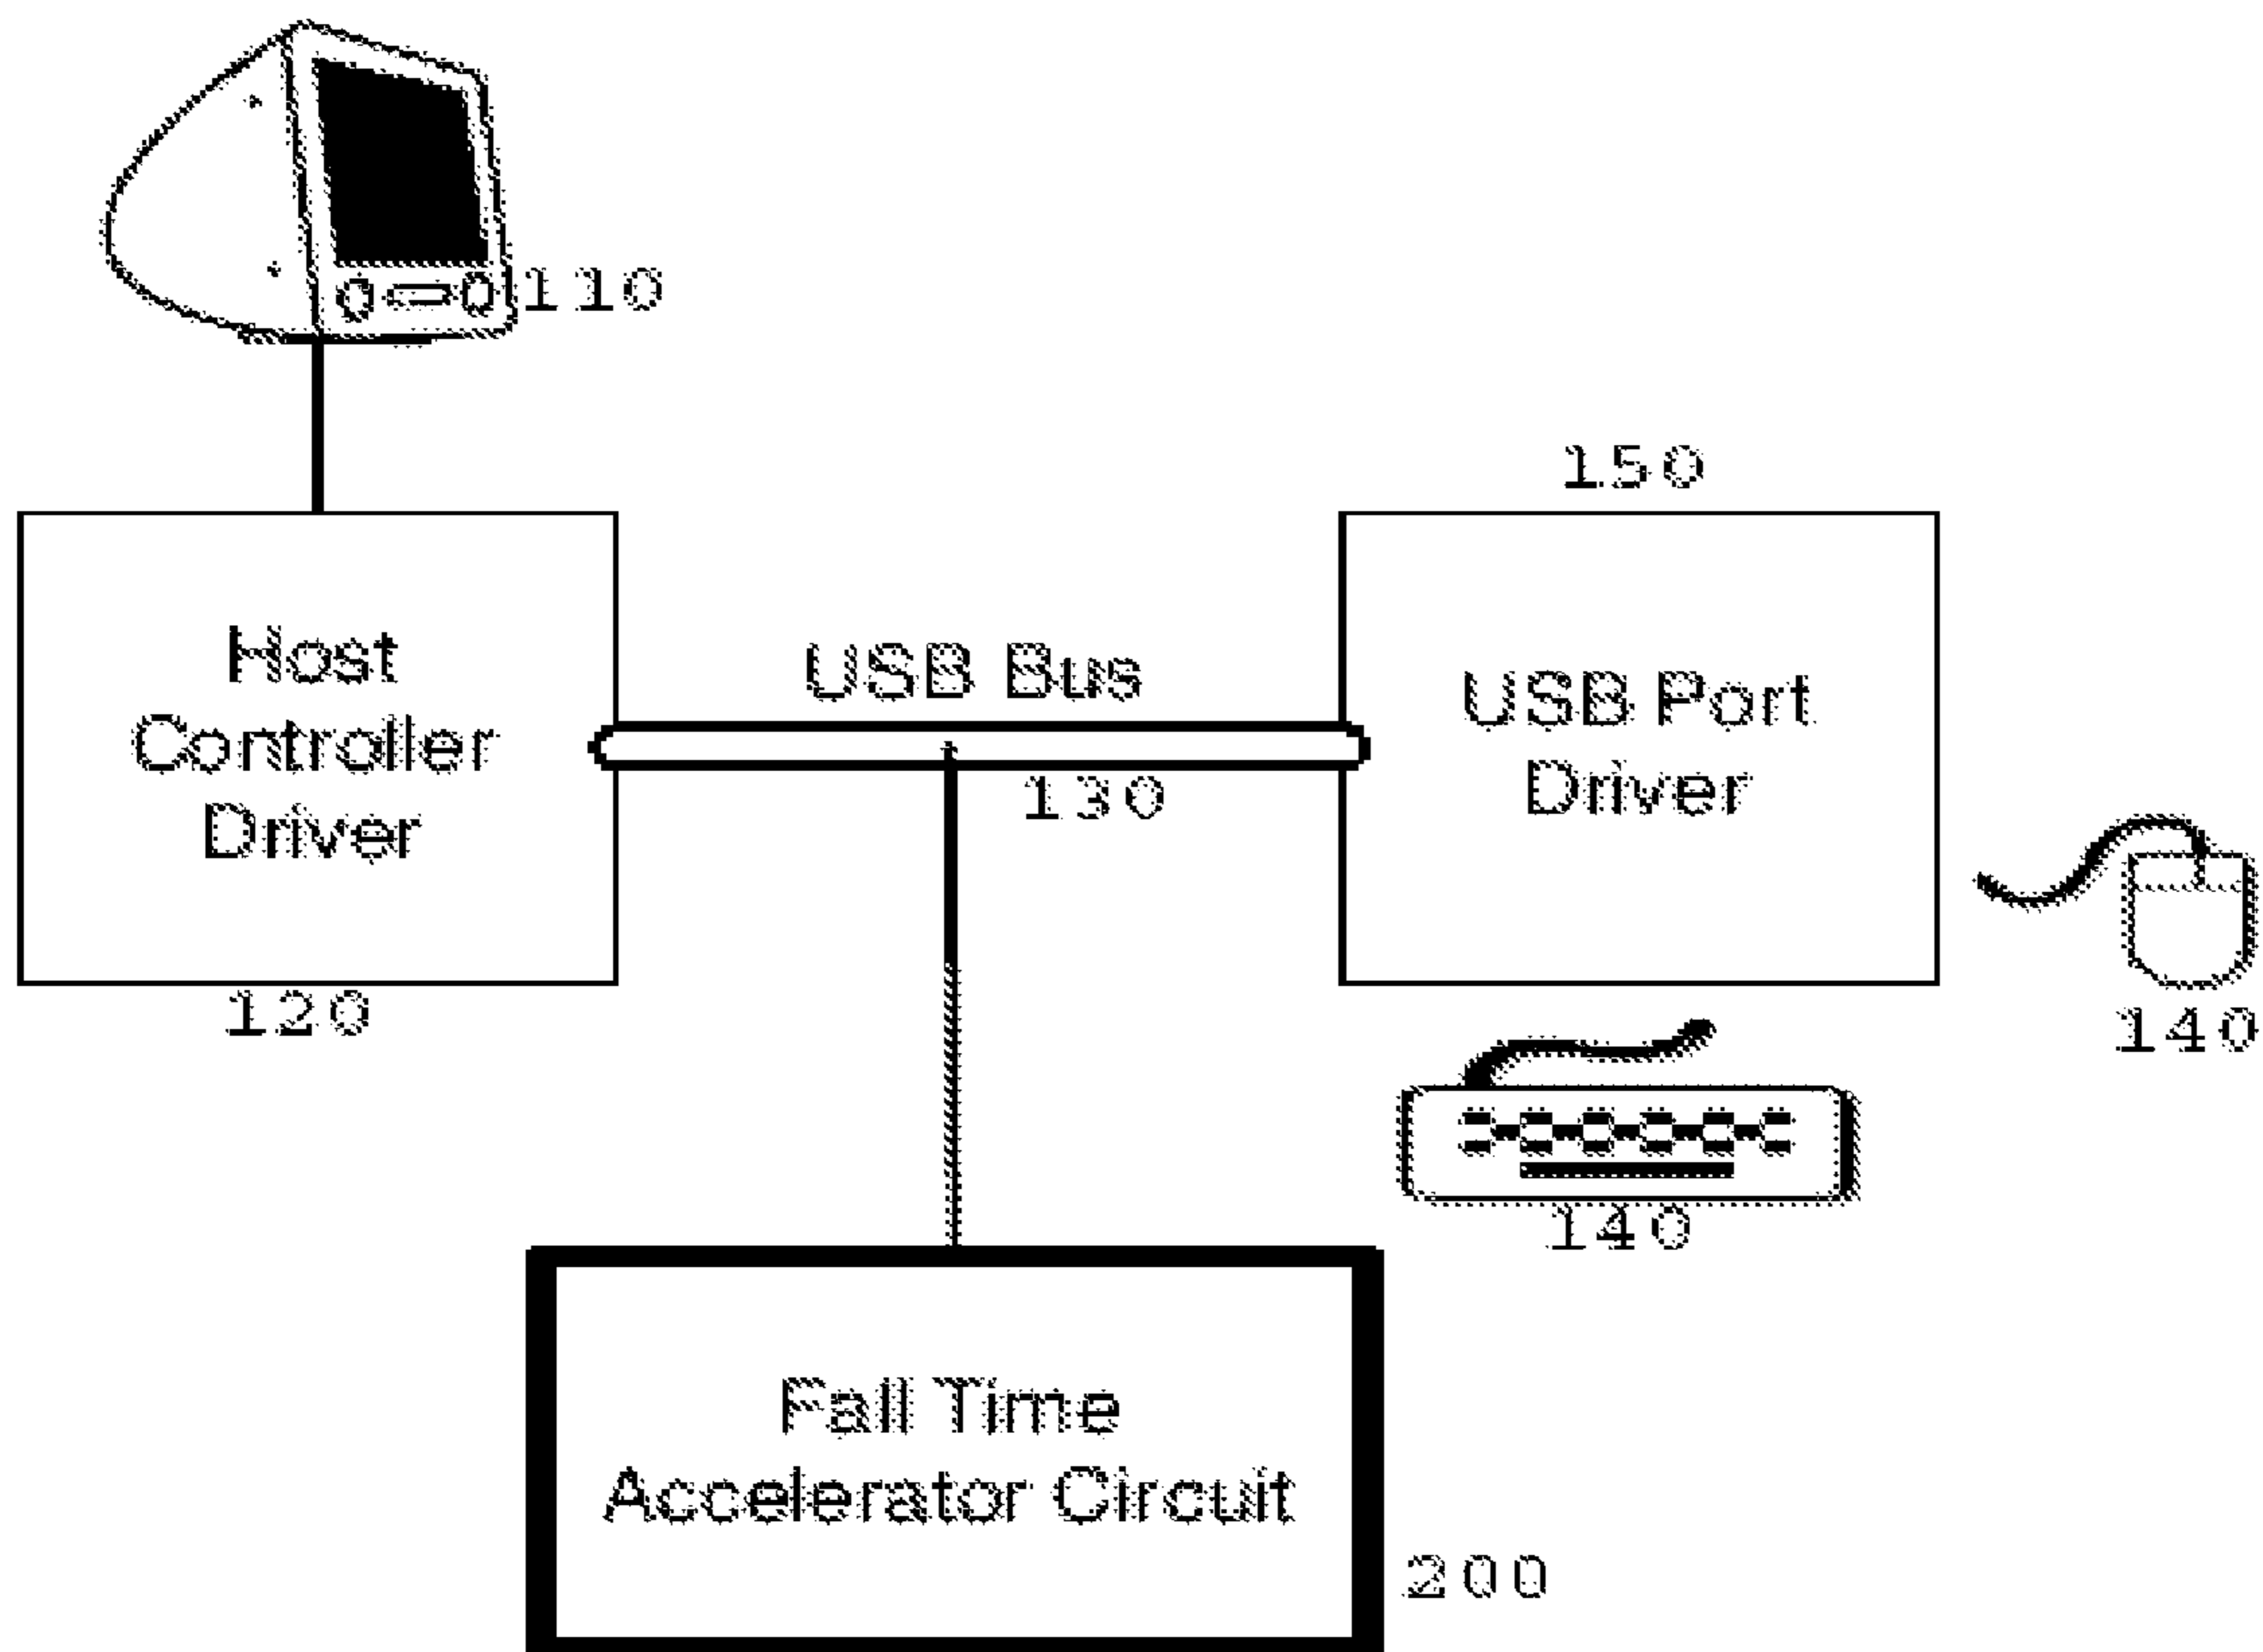 110
150
Host
Controller
Driver
USB Bus
130
USB Port
Driver
120
140
140
Fall Time
Accelerator Circuit
200